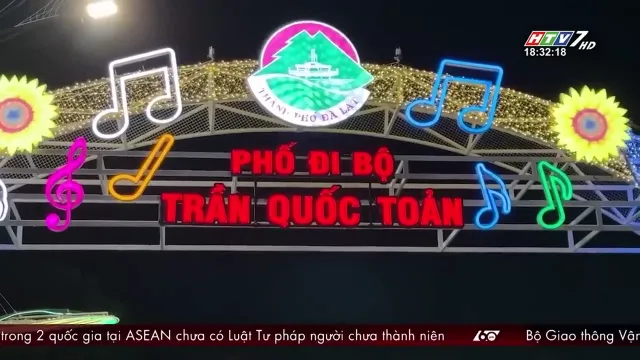 HTV7 HD
18:32:18
THÀNH PHỐ ĐÀ LẠT
PHỐ ĐI BỘ
TRẦN QUỐC TOẢN
trong 2 quốc gia tại ASEAN chưa có Luật Tư pháp người chưa thành niên 60 Bộ Giao thông Vận